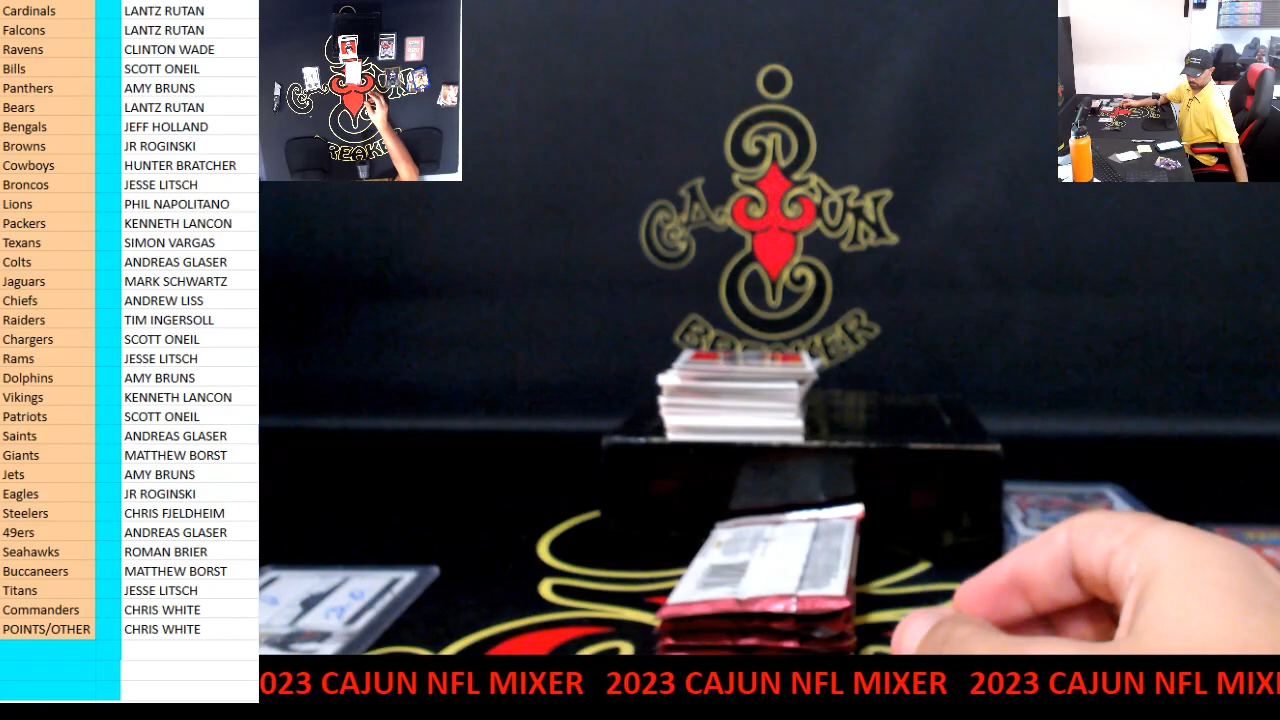 Cardinals LANTZ RUTAN
Falcons LANTZ RUTAN
Ravens CLINTON WADE
Bills SCOTT ONEIL
Panthers AMY BRUNS
Bears LANTZ RUTAN
Bengals JEFF HOLLAND
Browns JR ROGINSKI
Cowboys HUNTER BRATCHER
Broncos JESSE LITSCH
Lions PHIL NAPOLITANO
Packers KENNETH LANCON
Texans SIMON VARGAS
Colts ANDREAS GLASER
Jaguars MARK SCHWARTZ
Chiefs ANDREW LISS
Raiders TIM INGERSOLL
Chargers SCOTT ONEIL
Rams JESSE LITSCH
Dolphins AMY BRUNS
Vikings KENNETH LANCON
Patriots SCOTT ONEIL
Saints ANDREAS GLASER
Giants MATTHEW BORST
Jets AMY BRUNS
Eagles JR ROGINSKI
Steelers CHRIS FJELDHEIM
49ers ANDREAS GLASER
Seahawks ROMAN BRIER
Buccaneers MATTHEW BORST
Titans JESSE LITSCH
Commanders CHRIS WHITE
POINTS/OTHER CHRIS WHITE
CAJUN
BREAKER
023 CAJUN NFL MIXER 2023 CAJUN NFL MIXER 2023 CAJUN NFL MIX